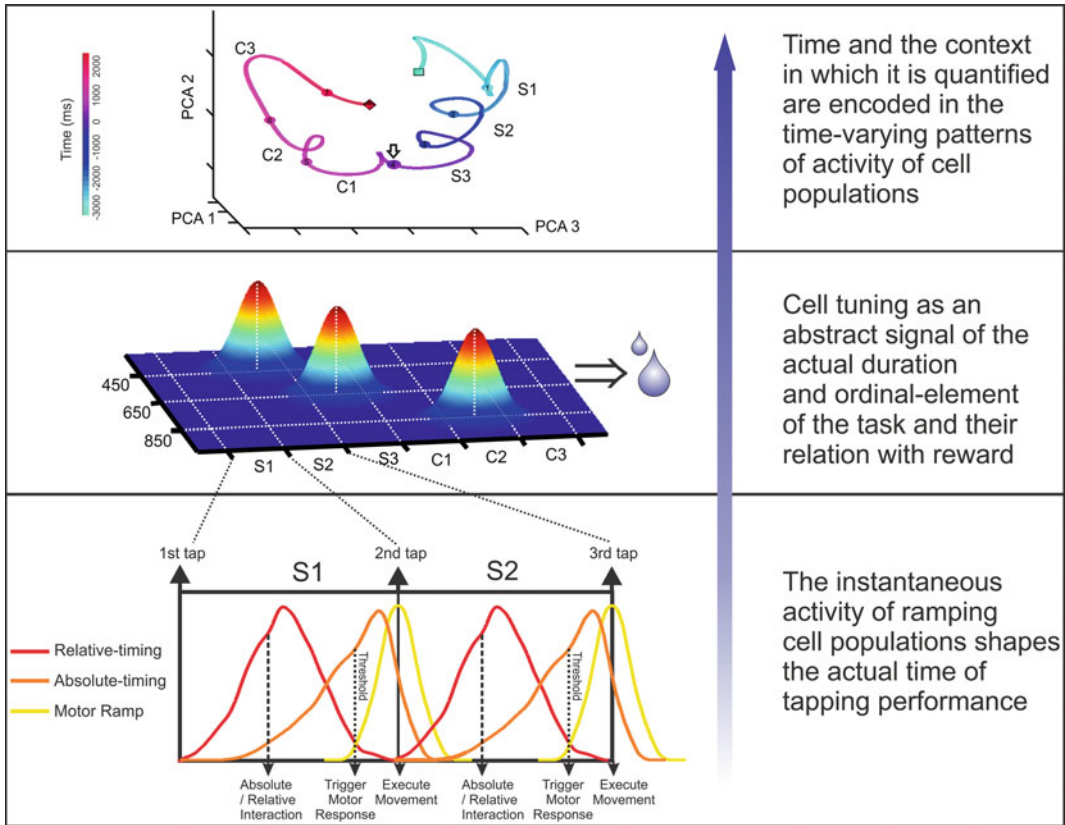 Time (ms)
2000
1000
0
-1000
-2000
-3000
PCA 2
PCA 1
PCA 3
C3
C2
C1
S1
S2
S3
1
Time and the context
in which it is quantified
are encoded in the
time-varying patterns
of activity of cell
populations
450
650
850
S1
S2
S3
C1
C2
C3
Cell tuning as an
abstract signal of the
actual duration
and ordinal-element
of the task and their
relation with reward
1st tap
2nd tap
3rd tap
S1
S2
Relative-timing
Absolute-timing
Motor Ramp
Threshold
Threshold
Absolute
/ Relative
Interaction
Trigger
Motor
Response
Execute
Movement
Absolute
/ Relative
Interaction
Trigger
Motor
Response
Execute
Movement
The instantaneous
activity of ramping
cell populations shapes
the actual time of
tapping performance